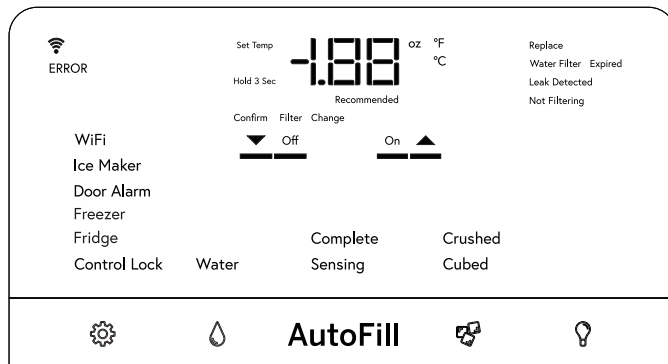 Set Temp -1.88 oz °F
Replace
ERROR °C Water Filter Expired
Hold 3 Sec Leak Detected
Recommended Not Filtering
Confirm Filter Change
WiFi Off On
Ice Maker
Door Alarm
Freezer
Fridge Complete Crushed
Control Lock Water Sensing Cubed
AutoFill